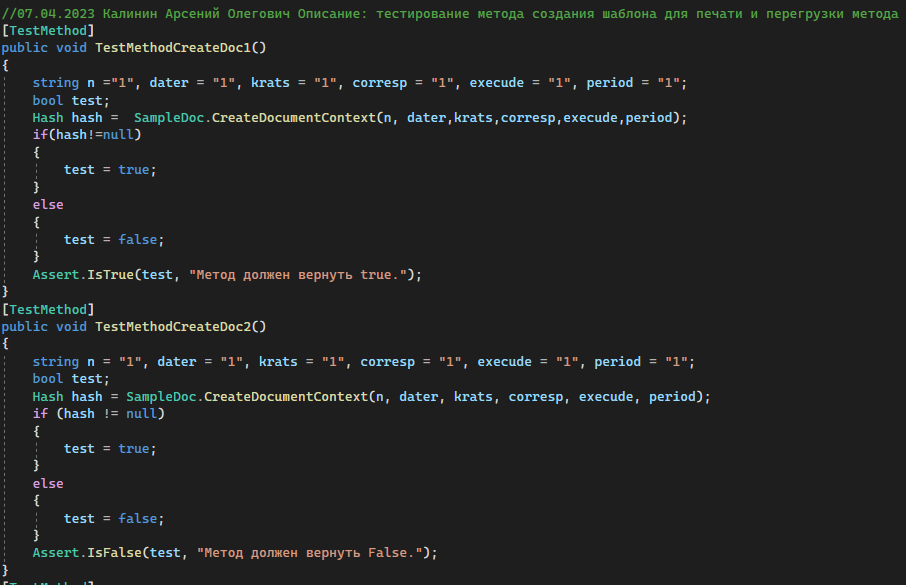 //07.04.2023 Калинин Арсений Олегович Описание: тестирование метода создания шаблона для печати и перегрузки метода
[TestMethod]
public void TestMethodCreateDoc1()
{
string n ="1", dater = "1", krats = "1", corresp = "1", execude = "1", period = "1";
bool test;
Hash hash =  SampleDoc.CreateDocumentContext(n, dater,krats,corresp,execude,period);
if(hash!=null)
{
test = true;
}
else
{
test = false;
}
Assert.IsTrue(test, "Метод должен вернуть true.");
}
[TestMethod]
public void TestMethodCreateDoc2()
{
string n = "1", dater = "1", krats = "1", corresp = "1", execude = "1", period = "1";
bool test;
Hash hash = SampleDoc.CreateDocumentContext(n, dater, krats, corresp, execude, period);
if (hash != null)
{
test = true;
}
else
{
test = false;
}
Assert.IsFalse(test, "Метод должен вернуть False.");
}